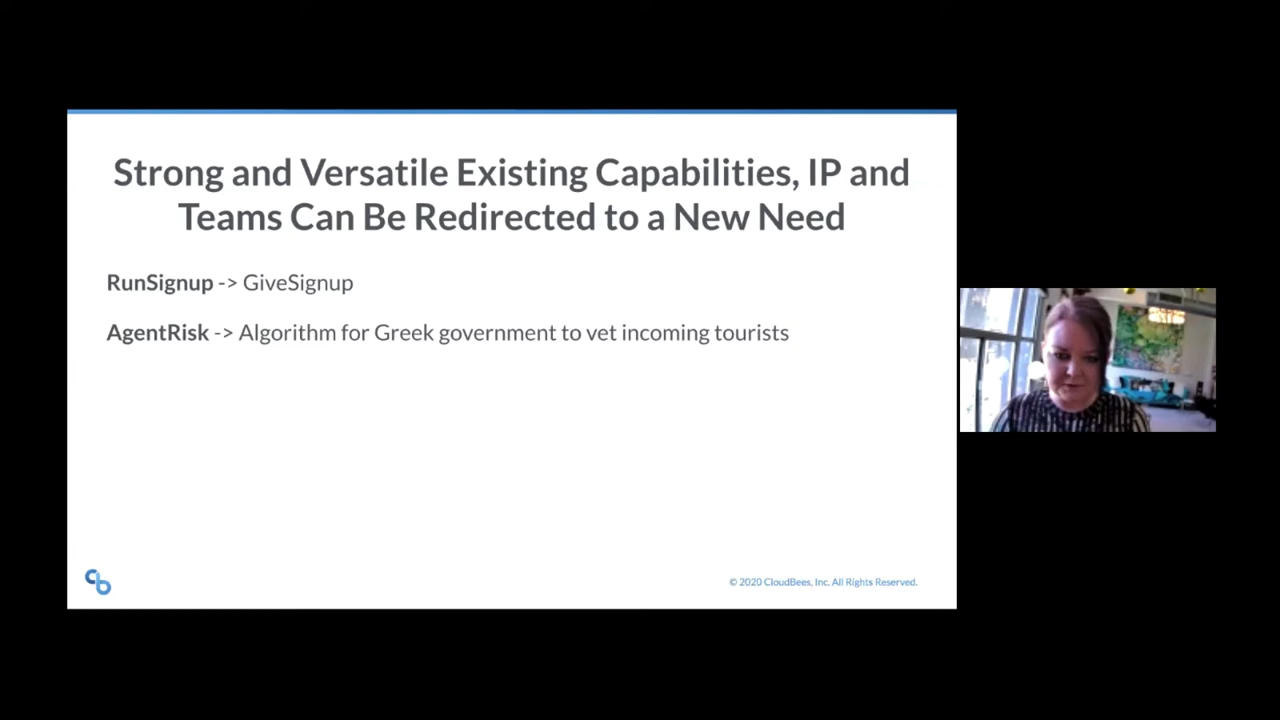 Strong and Versatile Existing Capabilities, IP and
Teams Can Be Redirected to a New Need
RunSignup -> GiveSignup
AgentRisk -> Algorithm for Greek government to vet incoming tourists
© 2020 CloudBees, Inc. All Rights Reserved.